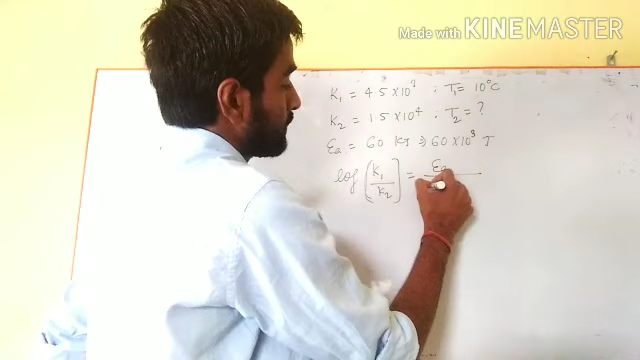 Made with KINEMASTER
K₁ = 4.5 × 10³ ; T₁ = 10°C
K₂ = 1.5 × 10⁴ ; T₂ = ?
Ea = 60 KJ ⇒ 60 × 10³ J
log [K₁/K₂] = Ea